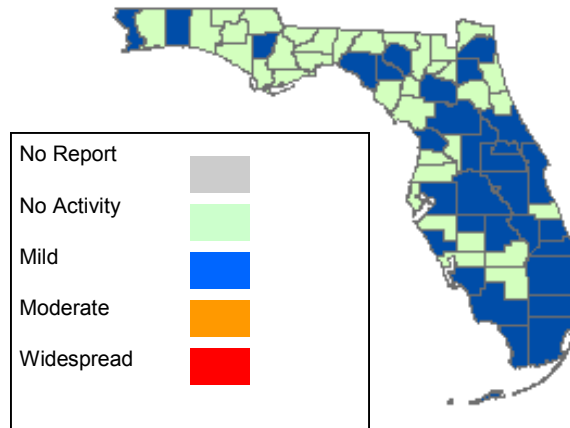 No Report
No Activity
Mild
Moderate
Widespread